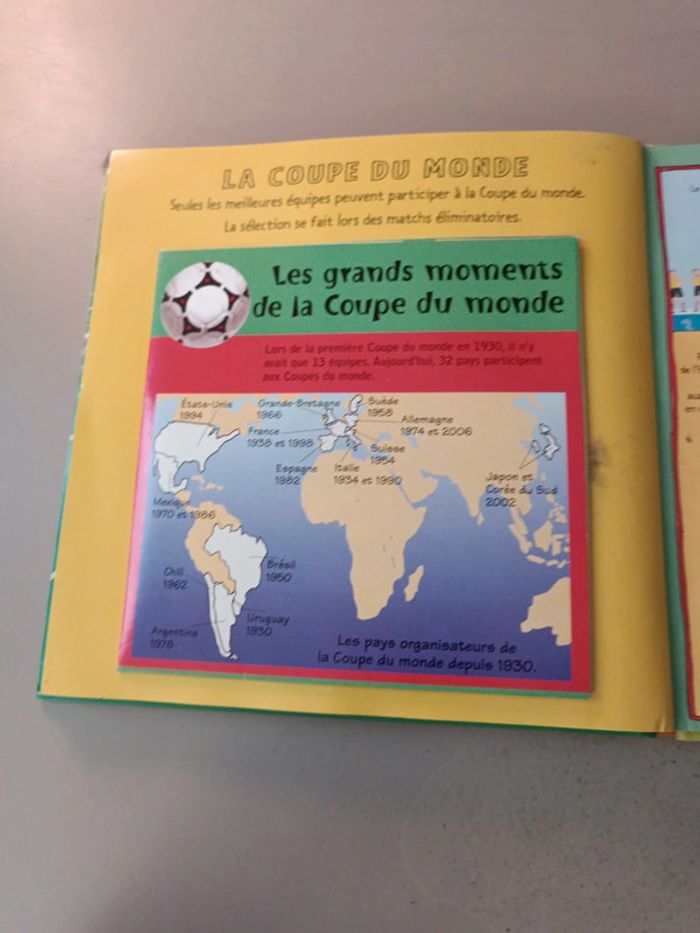 LA COUPE DU MONDE
Seules les meilleures équipes peuvent participer à la Coupe du monde.
La sélection se fait lors des matchs éliminatoires.
Les grands moments
de la Coupe du monde
Lors de la première Coupe du monde en 1930, il n'y
avait que 13 équipes. Aujourd'hui, 32 pays participent
aux Coupes du monde.
États-Unis
1994
Grande-Bretagne
1966
Suède
1958
Allemagne
1974 et 2006
France
1938 et 1998
Suisse
1954
Espagne
1982
Italie
1934 et 1990
Japon et
Corée du Sud
2002
Mexique
1970 et 1986
Brésil
1950
Chili
1962
Uruguay
1930
Argentine
1978
Les pays organisateurs de
la Coupe du monde depuis 1930.